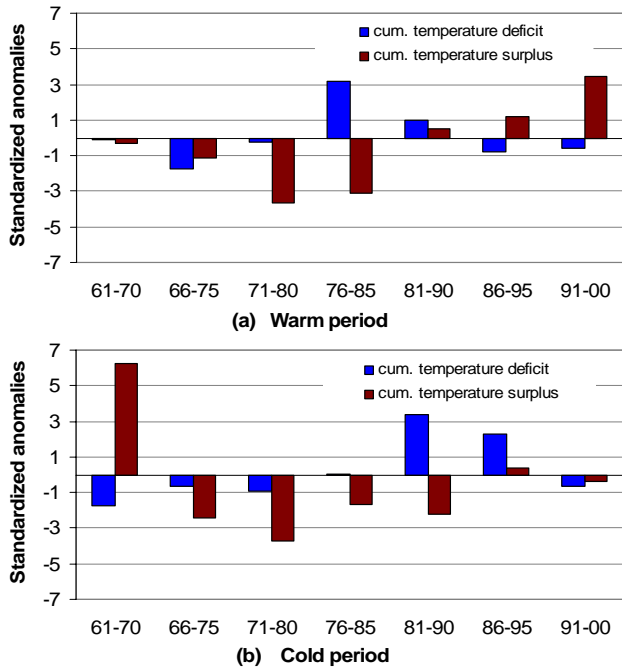 7
5
3
1
-1
-3
-5
-7
Standardized anomalies
cum. temperature deficit
cum. temperature surplus
61-70 66-75 71-80 76-85 81-90 86-95 91-00
(a) Warm period
7
5
3
1
-1
-3
-5
-7
Standardized anomalies
cum. temperature deficit
cum. temperature surplus
61-70 66-75 71-80 76-85 81-90 86-95 91-00
(b) Cold period